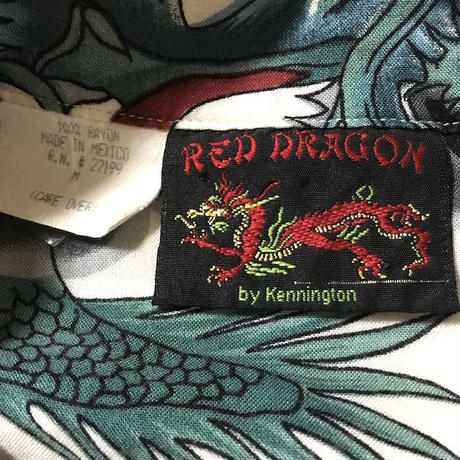 100% RAYON
MADE IN MEXICO
R.N. # 22199
M
(CARE OVER)
RED DRAGON
by Kennington